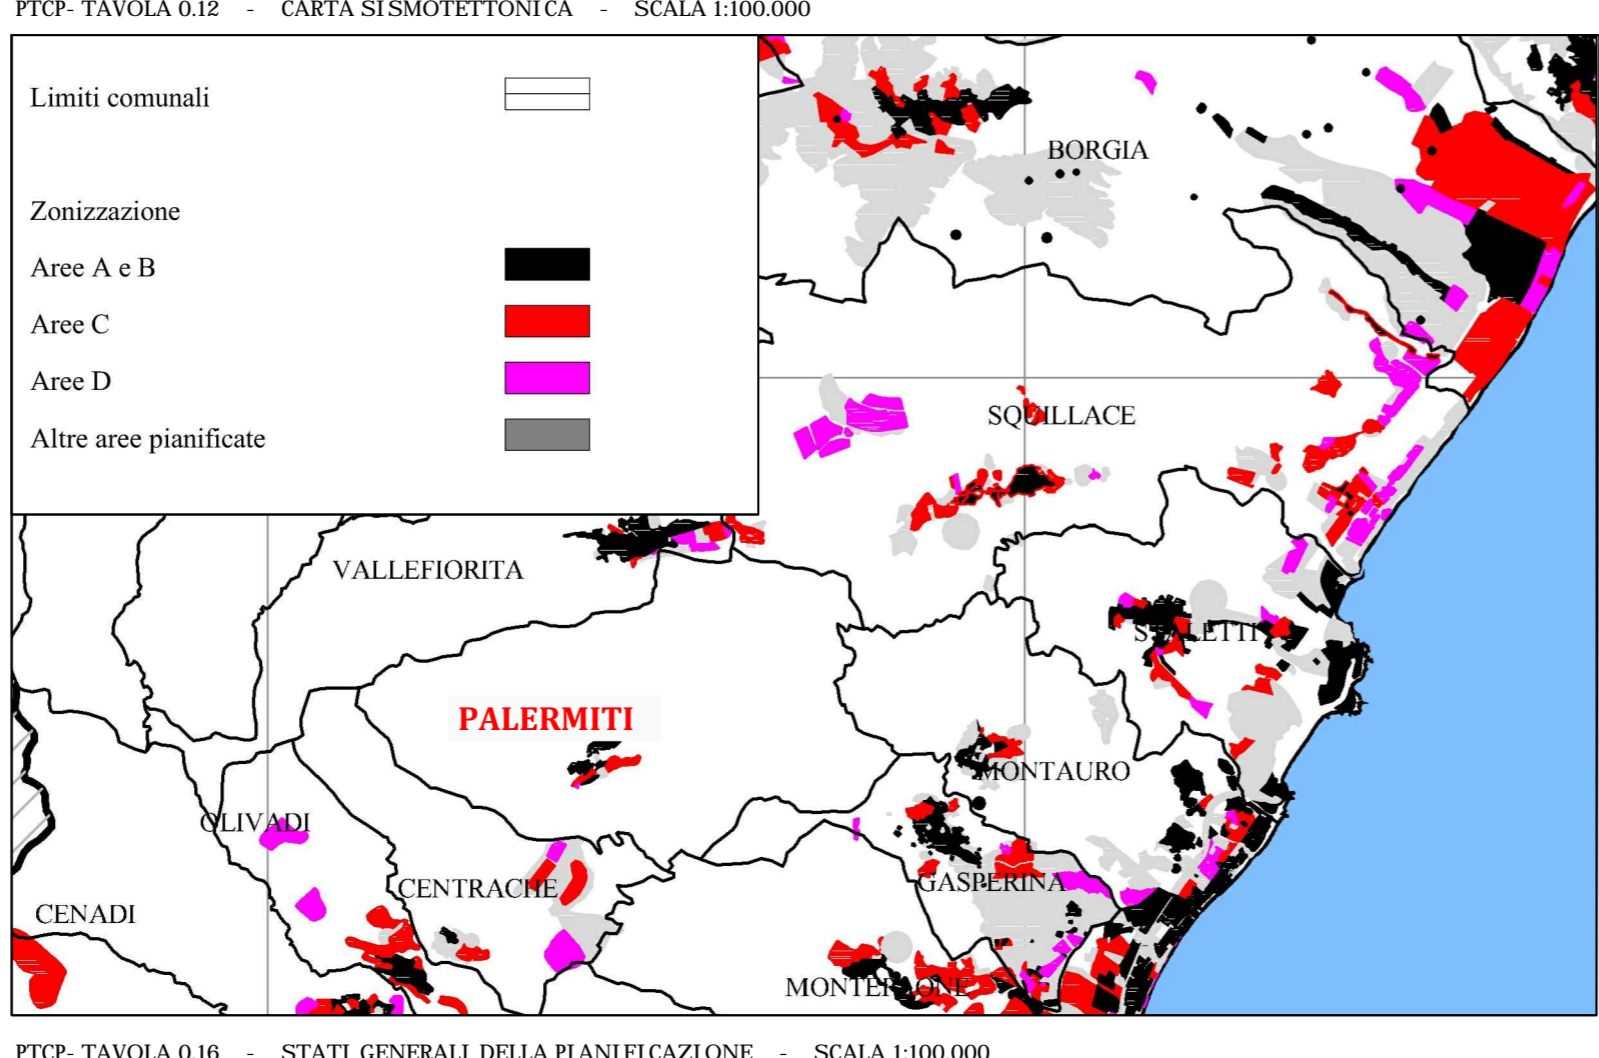 PTCP- TAVOLA 0.12 - CARTA SISMOTETTONICA - SCALA 1:100.000
Limiti comunali
Zonizzazione
Aree A e B
Aree C
Aree D
Altre aree pianificate
BORGIA
SQUILLACE
VALLEFIORITA
STALETTI
PALERMITI
MONTAURO
OLIVADI
CENTRACHE
GASPERINA
CENADI
MONTEPAONE
PTCP- TAVOLA 0.16 - STATI GENERALI DELLA PIANIFICAZIONE - SCALA 1:100.000